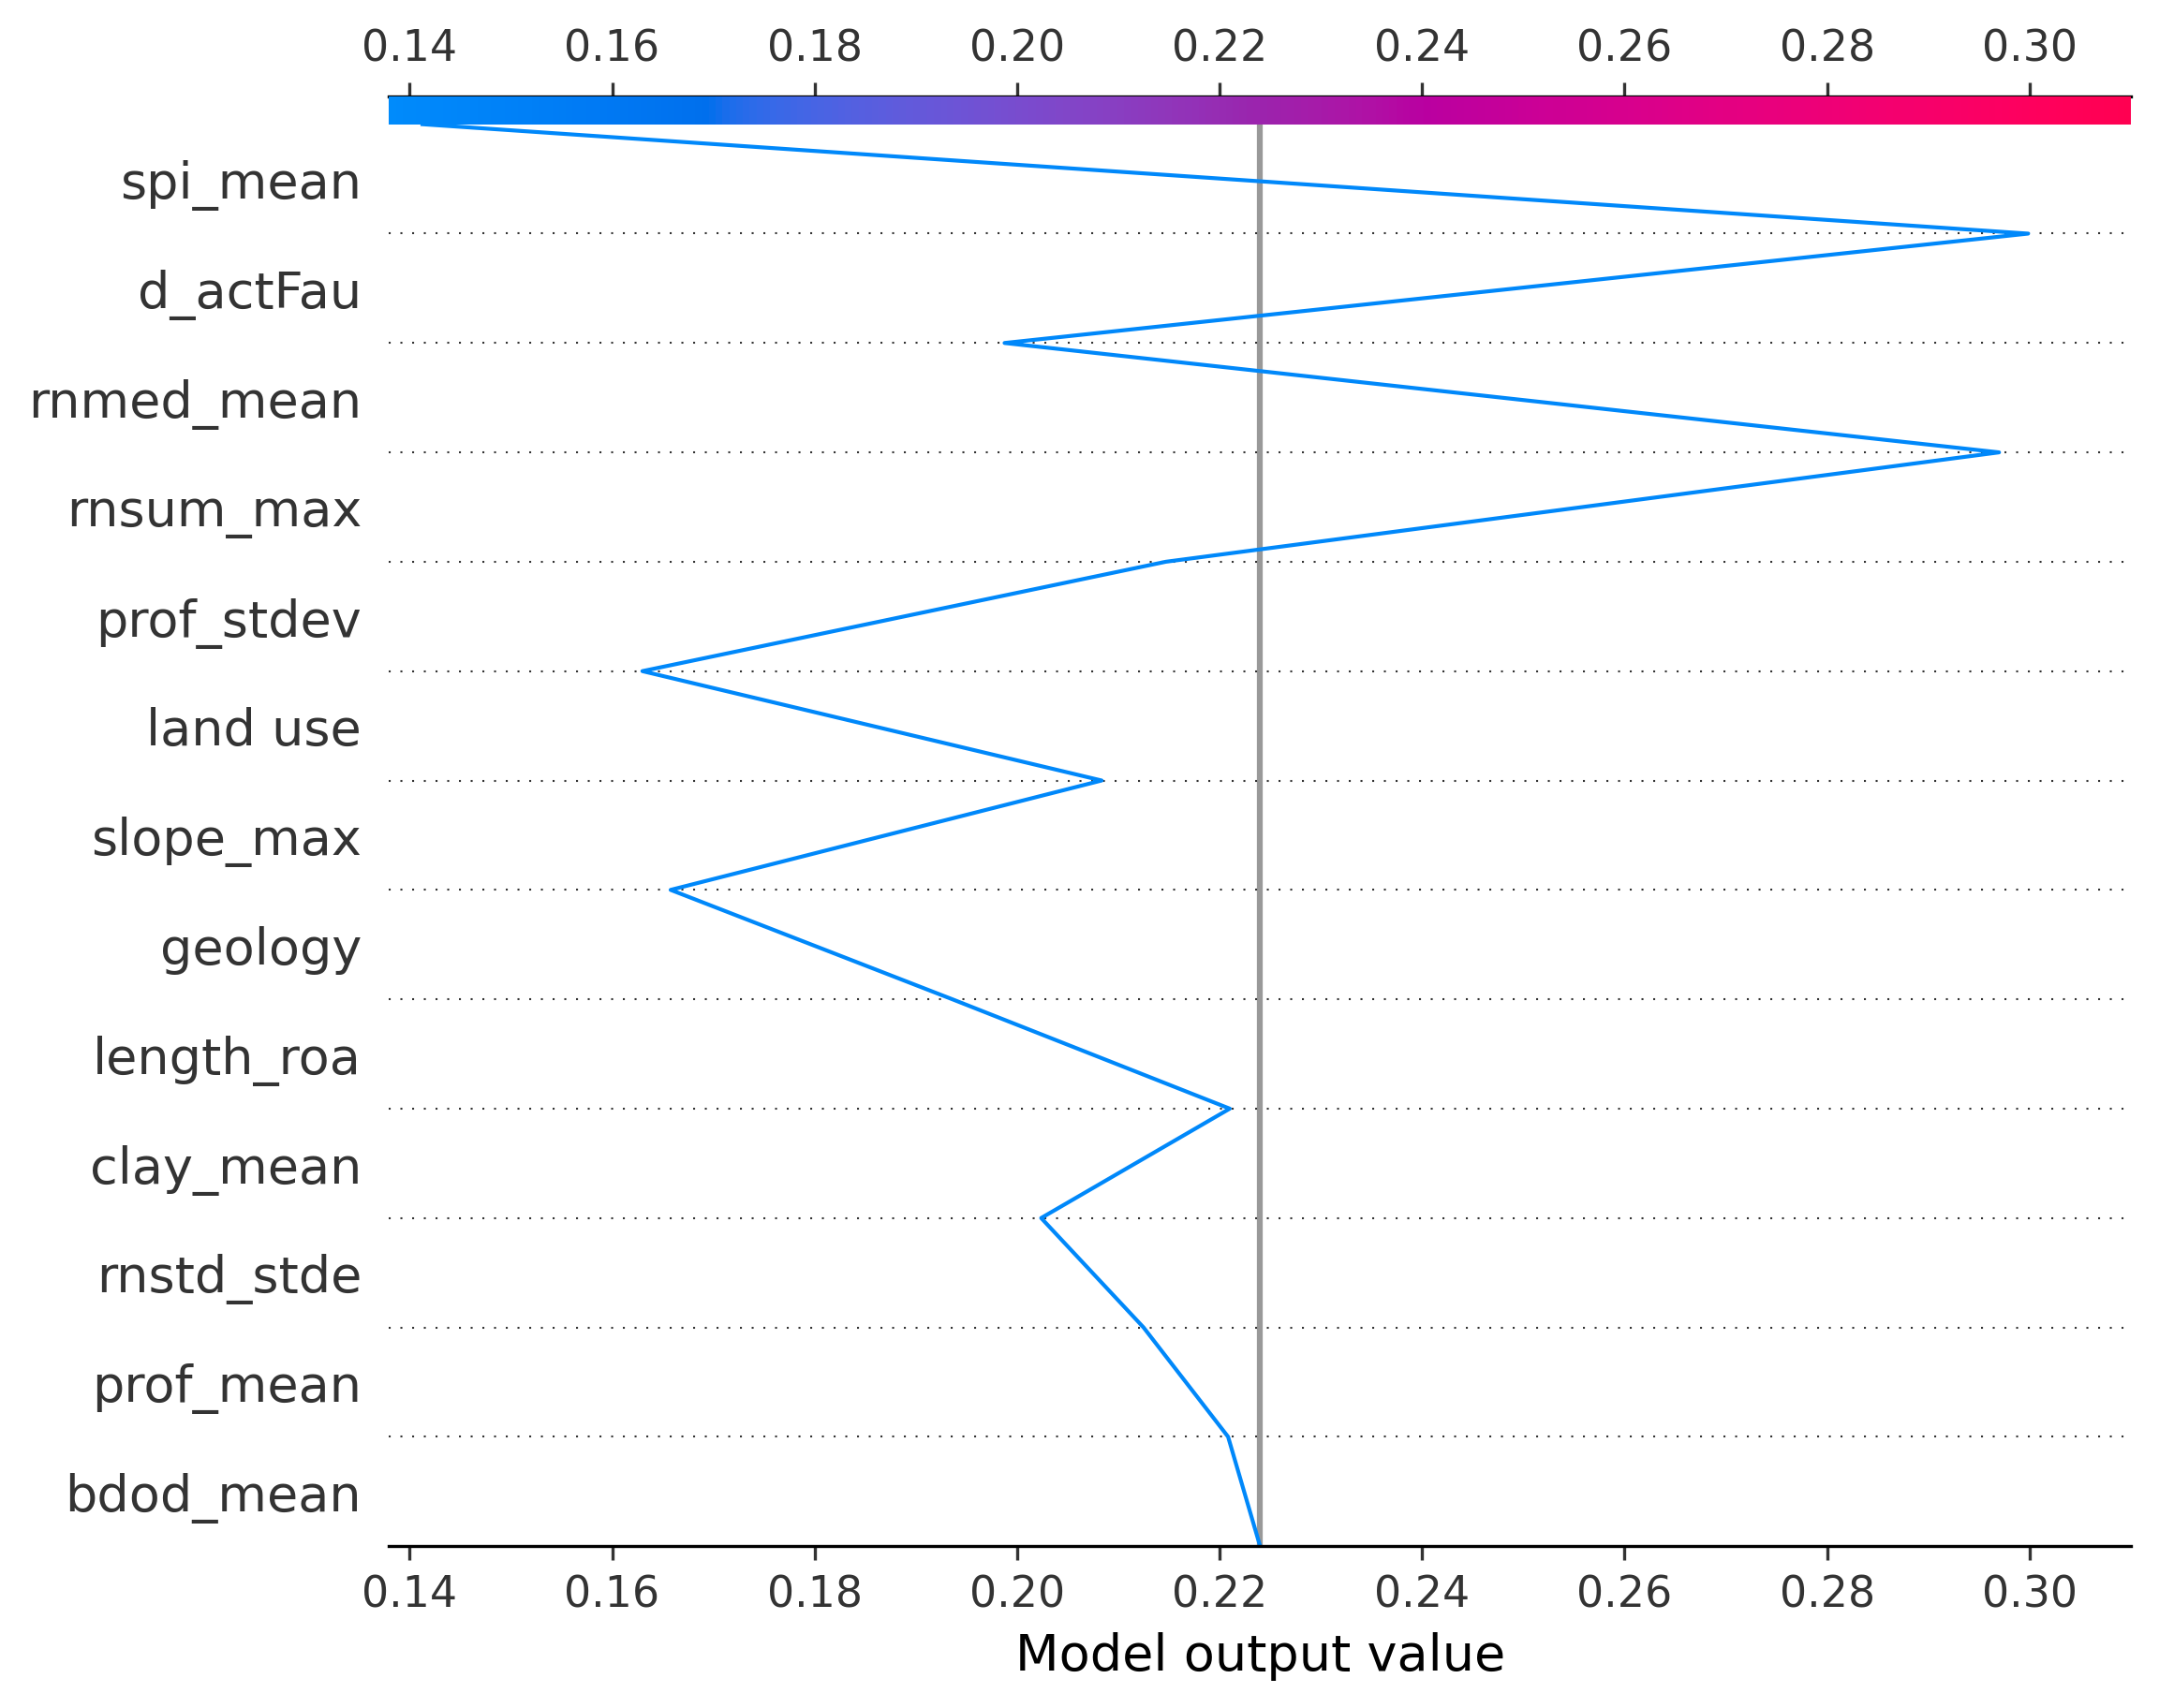 0.14 0.16 0.18 0.20 0.22 0.24 0.26 0.28 0.30
spi_mean
d_actFau
rnmed_mean
rnsum_max
prof_stdev
land use
slope_max
geology
length_roa
clay_mean
rnstd_stde
prof_mean
bdod_mean
0.14 0.16 0.18 0.20 0.22 0.24 0.26 0.28 0.30
Model output value